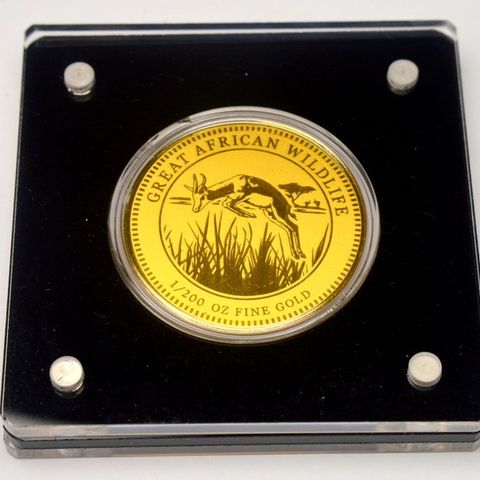 GREAT AFRICAN WILDLIFE
1/200 OZ FINE GOLD